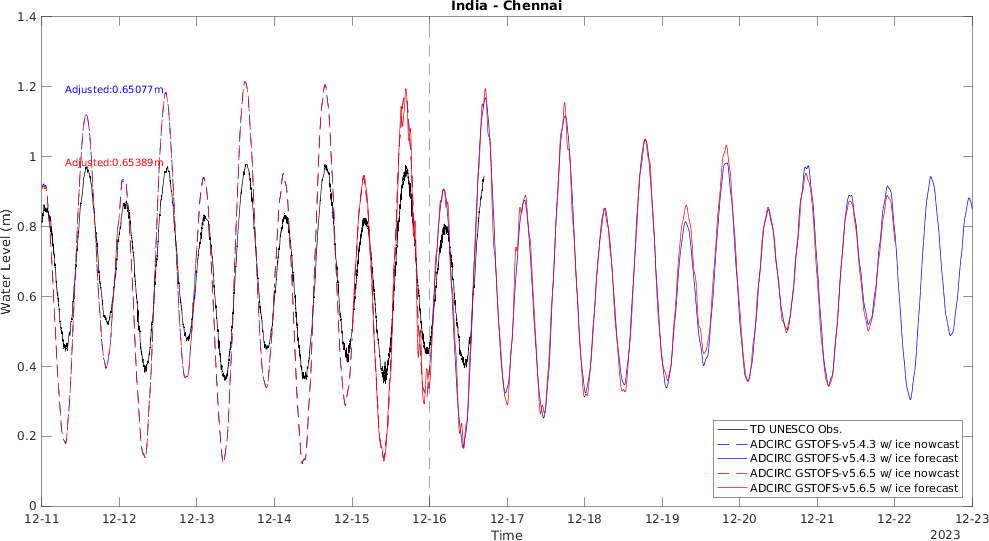 India - Chennai
1.4
1.2
1
0.8
0.6
0.4
0.2
0
Water Level (m)
Adjusted:0.65077m
Adjusted:0.65389m
TD UNESCO Obs.
ADCIRC GSTOFS-v5.4.3 w/ ice nowcast
ADCIRC GSTOFS-v5.4.3 w/ ice forecast
ADCIRC GSTOFS-v5.6.5 w/ ice nowcast
ADCIRC GSTOFS-v5.6.5 w/ ice forecast
12-11 12-12 12-13 12-14 12-15 12-16 12-17 12-18 12-19 12-20 12-21 12-22 12-23
Time
2023